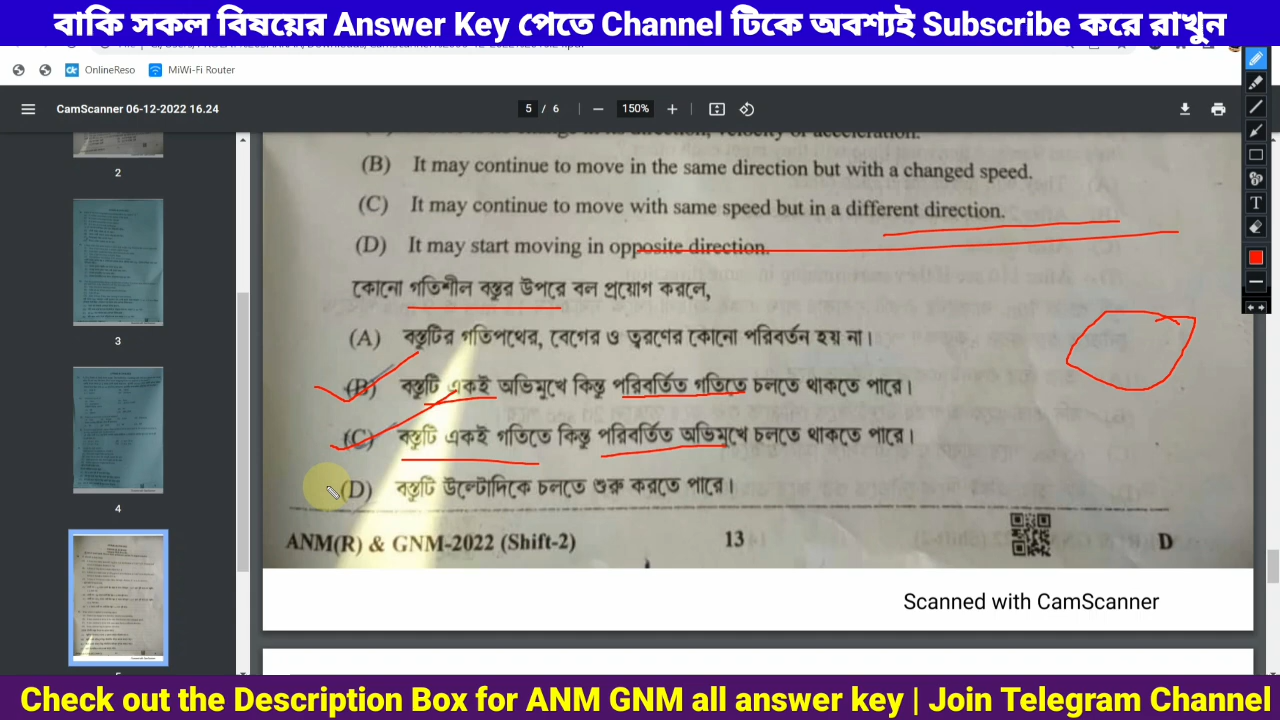 বাকি সকল বিষয়ের Answer Key পেতে Channel টিকে অবশ্যই Subscribe করে রাখুন
OnlineReso MiWi-Fi Router
CamScanner 06-12-2022 16.24 5 / 6 150%
direction, velocity or acceleration.
(B) It may continue to move in the same direction but with a changed speed.
(C) It may continue to move with same speed but in a different direction.
(D) It may start moving in opposite direction.
কোনো গতিশীল বস্তুর উপরে বল প্রয়োগ করলে,
(A) বস্তুটির গতিপথের, বেগের ও ত্বরণের কোনো পরিবর্তন হয় না।
(B) বস্তুটি একই অভিমুখে কিন্তু পরিবর্তিত গতিতে চলতে থাকতে পারে।
(C) বস্তুটি একই গতিতে কিন্তু পরিবর্তিত অভিমুখে চলতে থাকতে পারে।
(D) বস্তুটি উল্টোদিকে চলতে শুরু করতে পারে।
ANM(R) & GNM-2022 (Shift-2) 13 D
Scanned with CamScanner
2
3
4
Check out the Description Box for ANM GNM all answer key | Join Telegram Channel